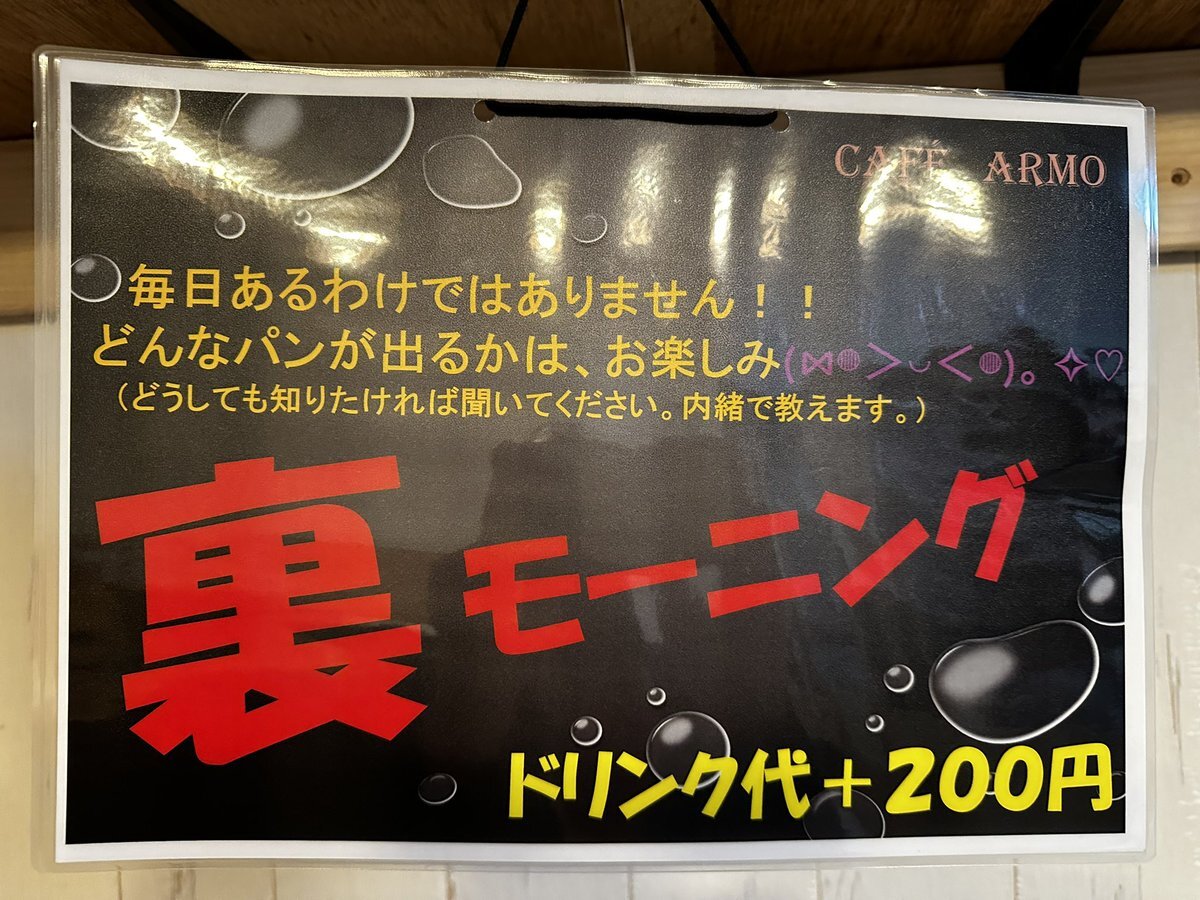 CAFÉ ARMO
毎日あるわけではありません！！
どんなパンが出るかは、お楽しみ(⋈◍＞◡＜◍)。✧♡
（どうしても知りたければ聞いてください。内緒で教えます。）
裏モーニング
ドリンク代＋200円